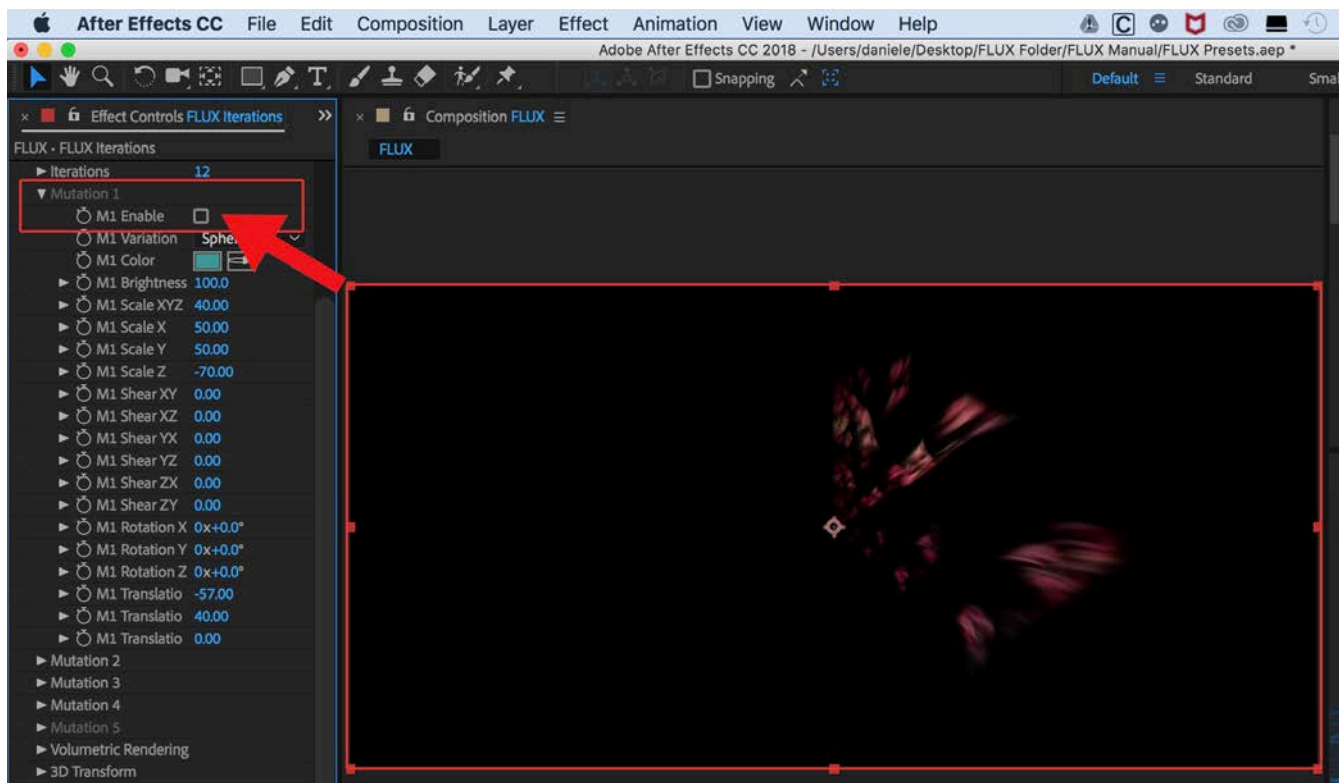 After Effects CC File Edit Composition Layer Effect Animation View Window Help
Adobe After Effects CC 2018 - /Users/daniele/Desktop/FLUX Folder/FLUX Manual/FLUX Presets.aep *
T Snapping Default Standard
Effect Controls FLUX Iterations
Composition FLUX
FLUX • FLUX Iterations
FLUX
Iterations 12
Mutation 1
M1 Enable
M1 Variation
M1 Color
M1 Brightness 100.0
M1 Scale XYZ 40.00
M1 Scale X 50.00
M1 Scale Y 50.00
M1 Scale Z -70.00
M1 Shear XY 0.00
M1 Shear XZ 0.00
M1 Shear YX 0.00
M1 Shear YZ 0.00
M1 Shear ZX 0.00
M1 Shear ZY 0.00
M1 Rotation X 0x+0.0°
M1 Rotation Y 0x+0.0°
M1 Rotation Z 0x+0.0°
M1 Translatio -57.00
M1 Translatio 40.00
M1 Translatio 0.00
Mutation 2
Mutation 3
Mutation 4
Mutation 5
Volumetric Rendering
3D Transform